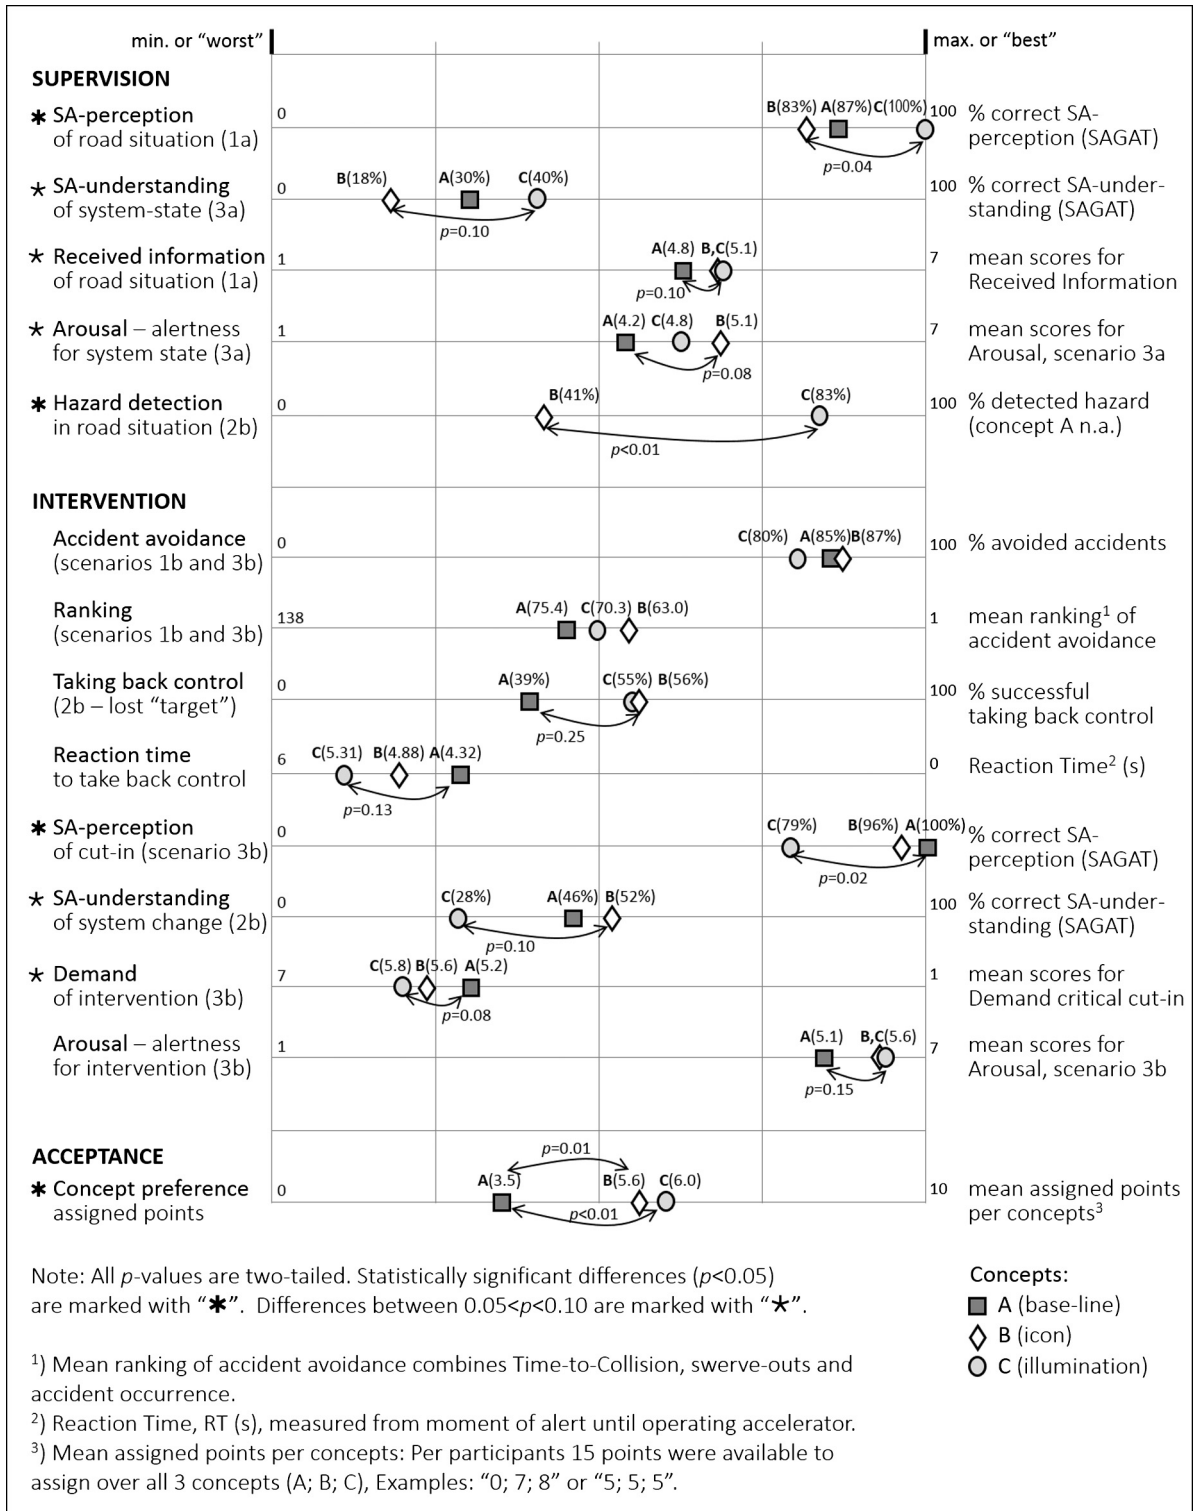 min. or “worst”
max. or “best”
SUPERVISION
✱ SA-perception
of road situation (1a)
0
B(83%) A(87%) C(100%)
p=0.04
100 % correct SA-
perception (SAGAT)
★ SA-understanding
of system-state (3a)
0
B(18%) A(30%) C(40%)
p=0.10
100 % correct SA-under-
standing (SAGAT)
★ Received information
of road situation (1a)
1
A(4.8) B,C(5.1)
p=0.10
7 mean scores for
Received Information
★ Arousal – alertness
for system state (3a)
1
A(4.2) C(4.8) B(5.1)
p=0.08
7 mean scores for
Arousal, scenario 3a
✱ Hazard detection
in road situation (2b)
0
B(41%) C(83%)
p<0.01
100 % detected hazard
(concept A n.a.)
INTERVENTION
Accident avoidance
(scenarios 1b and 3b)
0
C(80%) A(85%) B(87%)
100 % avoided accidents
Ranking
(scenarios 1b and 3b)
138
A(75.4) C(70.3) B(63.0)
1 mean ranking¹ of
accident avoidance
Taking back control
(2b – lost “target”)
0
A(39%) C(55%) B(56%)
p=0.25
100 % successful
taking back control
Reaction time
to take back control
6
C(5.31) B(4.88) A(4.32)
p=0.13
0 Reaction Time² (s)
✱ SA-perception
of cut-in (scenario 3b)
0
C(79%) B(96%) A(100%)
p=0.02
% correct SA-
perception (SAGAT)
★ SA-understanding
of system change (2b)
0
C(28%) A(46%) B(52%)
p=0.10
100 % correct SA-under-
standing (SAGAT)
★ Demand
of intervention (3b)
7
C(5.8) B(5.6) A(5.2)
p=0.08
1 mean scores for
Demand critical cut-in
Arousal – alertness
for intervention (3b)
1
A(5.1) B,C(5.6)
p=0.15
7 mean scores for
Arousal, scenario 3b
ACCEPTANCE
✱ Concept preference
assigned points
0
p=0.01
A(3.5) B(5.6) C(6.0)
p<0.01
10 mean assigned points
per concepts³
Note: All p-values are two-tailed. Statistically significant differences (p<0.05)
are marked with “✱”. Differences between 0.05<p<0.10 are marked with “★”.
¹) Mean ranking of accident avoidance combines Time-to-Collision, swerve-outs and
accident occurrence.
²) Reaction Time, RT (s), measured from moment of alert until operating accelerator.
³) Mean assigned points per concepts: Per participants 15 points were available to
assign over all 3 concepts (A; B; C), Examples: “0; 7; 8” or “5; 5; 5”.
Concepts:
A (base-line)
B (icon)
C (illumination)